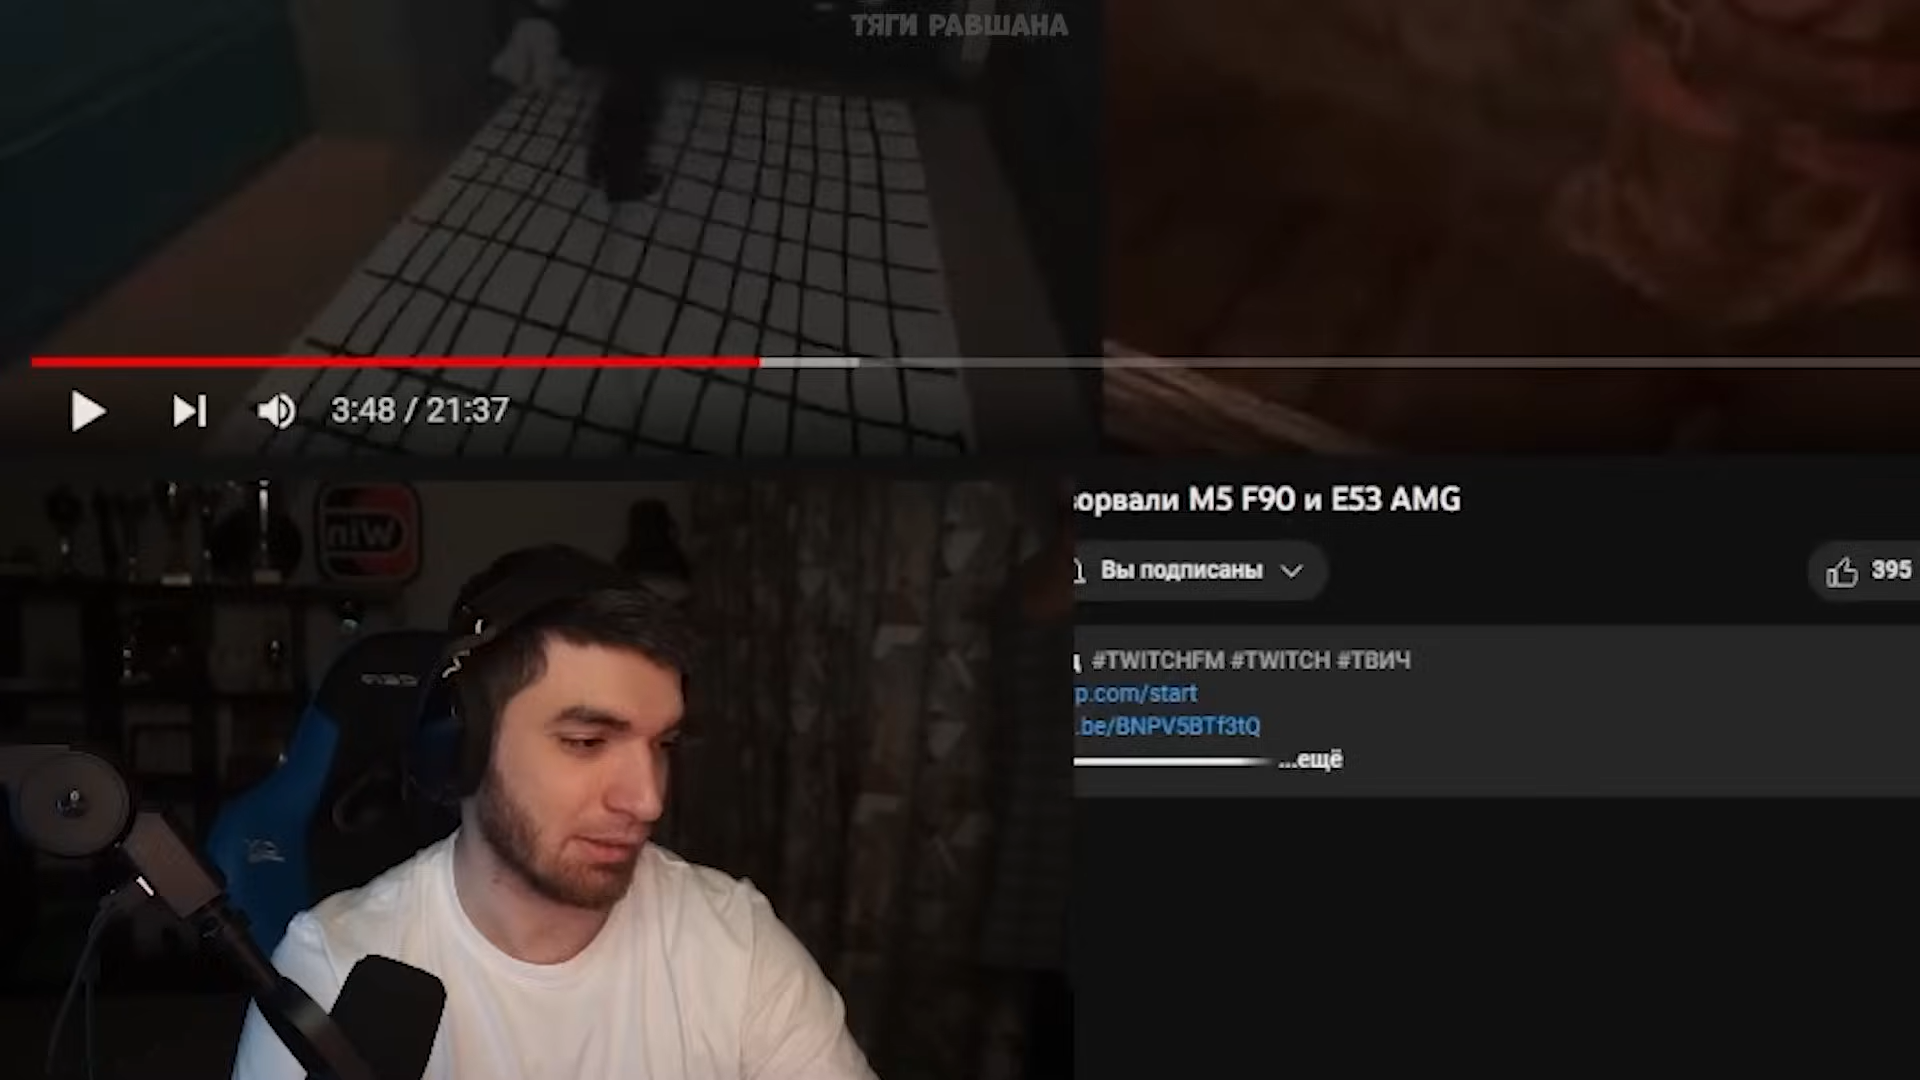 ТЯГИ РАВШАНА
3:48 / 21:37
win
орвали M5 F90 и E53 AMG
Вы подписаны
395
#TWITCHFM #TWITCH #ТВИЧ
p.com/start
.be/BNPV5BTf3tQ
...ещё